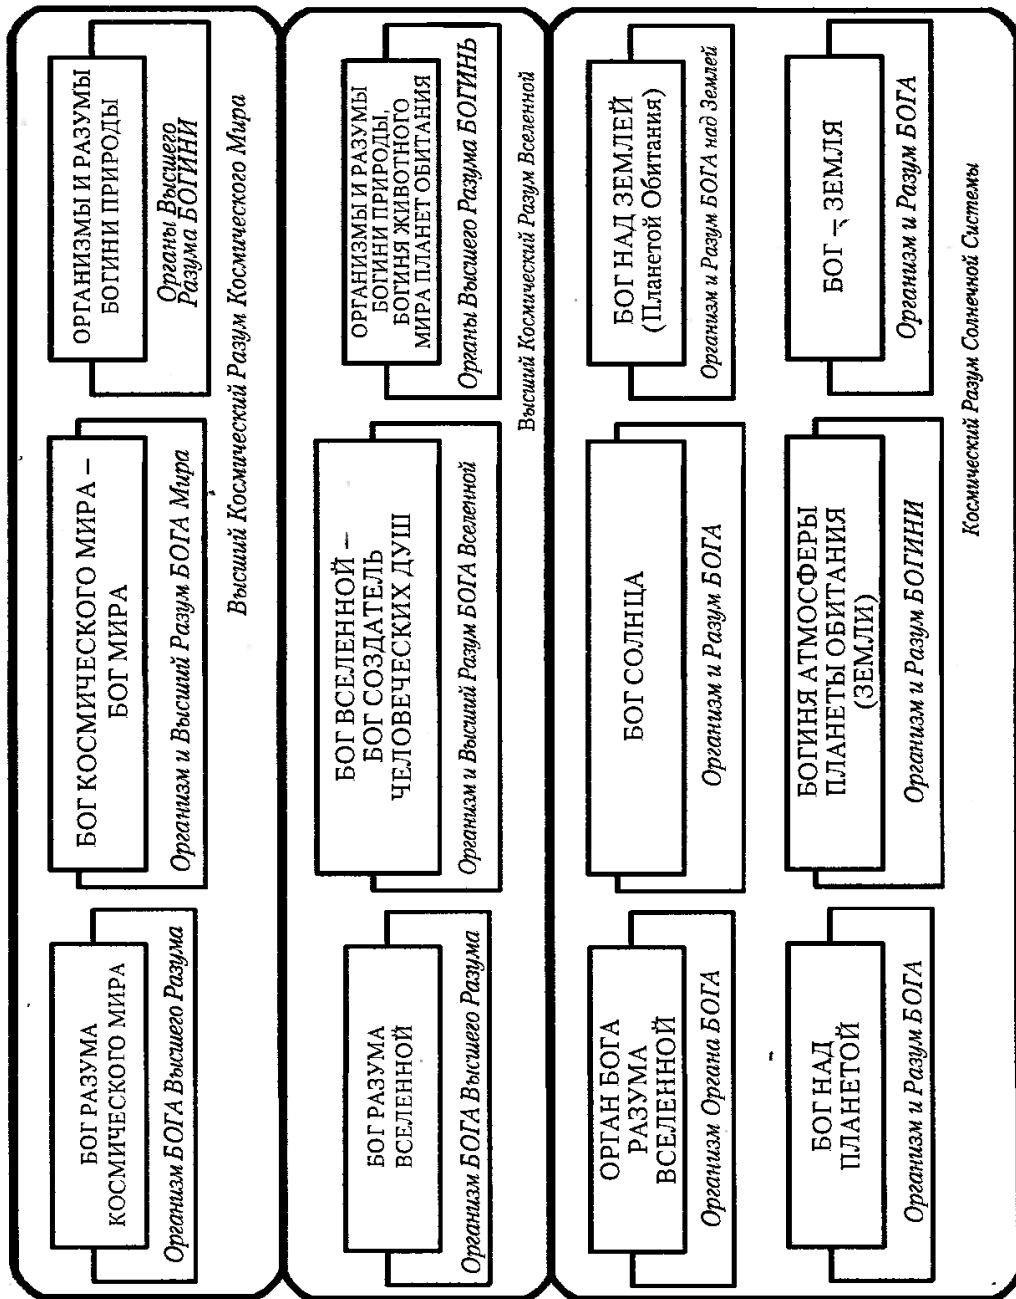 БОГ РАЗУМА
КОСМИЧЕСКОГО МИРА
Организм БОГА Высшего Разума
БОГ КОСМИЧЕСКОГО МИРА –
БОГ МИРА
Организм и Высший Разум БОГА Мира
ОРГАНИЗМЫ И РАЗУМЫ
БОГИНИ ПРИРОДЫ
Органы Высшего
Разума БОГИНИ
Высший Космический Разум Космического Мира
БОГ РАЗУМА
ВСЕЛЕННОЙ
Организм БОГА Высшего Разума
БОГ ВСЕЛЕННОЙ –
БОГ СОЗДАТЕЛЬ
ЧЕЛОВЕЧЕСКИХ ДУШ
Организм и Высший Разум БОГА Вселенной
ОРГАНИЗМЫ И РАЗУМЫ
БОГИНИ ПРИРОДЫ,
БОГИНЯ ЖИВОТНОГО
МИРА ПЛАНЕТ ОБИТАНИЯ
Органы Высшего Разума БОГИНЬ
Высший Космический Разум Вселенной
ОРГАН БОГА
РАЗУМА
ВСЕЛЕННОЙ
Организм Органа БОГА
БОГ СОЛНЦА
Организм и Разум БОГА
БОГ НАД ЗЕМЛЕЙ
(Планетой Обитания)
Организм и Разум БОГА над Землей
БОГ НАД
ПЛАНЕТОЙ
Организм и Разум БОГА
БОГИНЯ АТМОСФЕРЫ
ПЛАНЕТЫ ОБИТАНИЯ
(ЗЕМЛИ)
Организм и Разум БОГИНИ
БОГ – ЗЕМЛЯ
Организм и Разум БОГА
Космический Разум Солнечной Системы